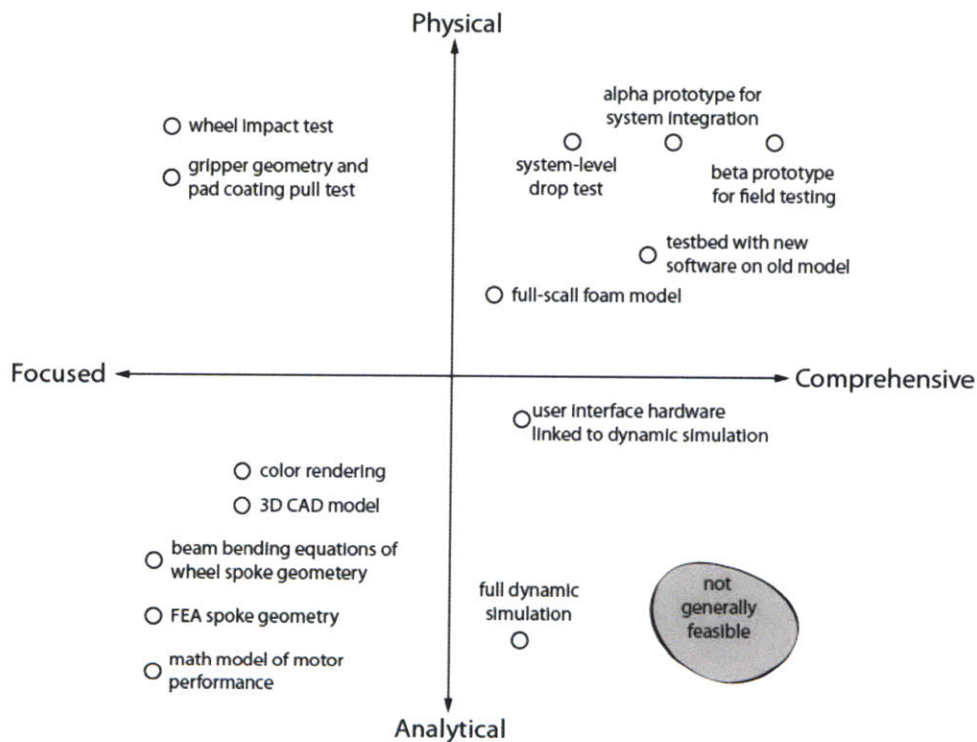 Physical
wheel impact test
gripper geometry and
pad coating pull test
alpha prototype for
system integration
system-level
drop test
beta prototype
for field testing
testbed with new
software on old model
full-scall foam model
Focused
Comprehensive
user interface hardware
linked to dynamic simulation
color rendering
3D CAD model
beam bending equations of
wheel spoke geometery
FEA spoke geometry
math model of motor
performance
full dynamic
simulation
not
generally
feasible
Analytical